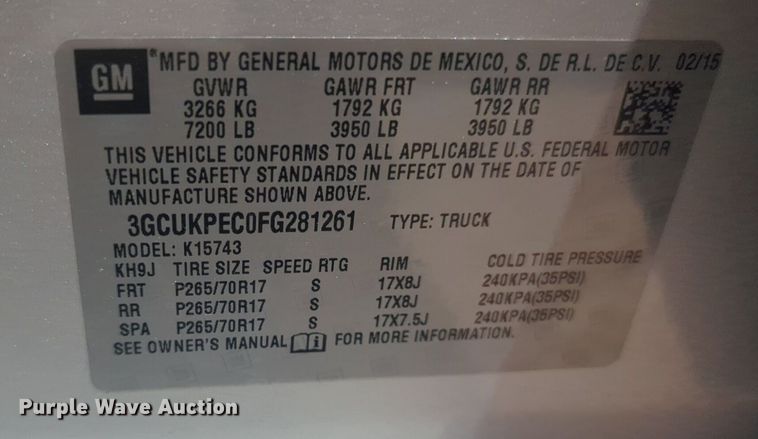 GM *MFD BY GENERAL MOTORS DE MEXICO, S. DE R.L. DE C.V. 02/15
GVWR GAWR FRT GAWR RR
3266 KG 1792 KG 1792 KG
7200 LB 3950 LB 3950 LB
THIS VEHICLE CONFORMS TO ALL APPLICABLE U.S. FEDERAL MOTOR
VEHICLE SAFETY STANDARDS IN EFFECT ON THE DATE OF
MANUFACTURE SHOWN ABOVE.
3GCUKPEC0FG281261 TYPE: TRUCK
MODEL: K15743
KH9J TIRE SIZE SPEED RTG RIM COLD TIRE PRESSURE
FRT P265/70R17 S 17X8J 240KPA(35PSI)
RR P265/70R17 S 17X8J 240KPA(35PSI)
SPA P265/70R17 S 17X7.5J 240KPA(35PSI)
SEE OWNER'S MANUAL i FOR MORE INFORMATION.
Purple Wave Auction